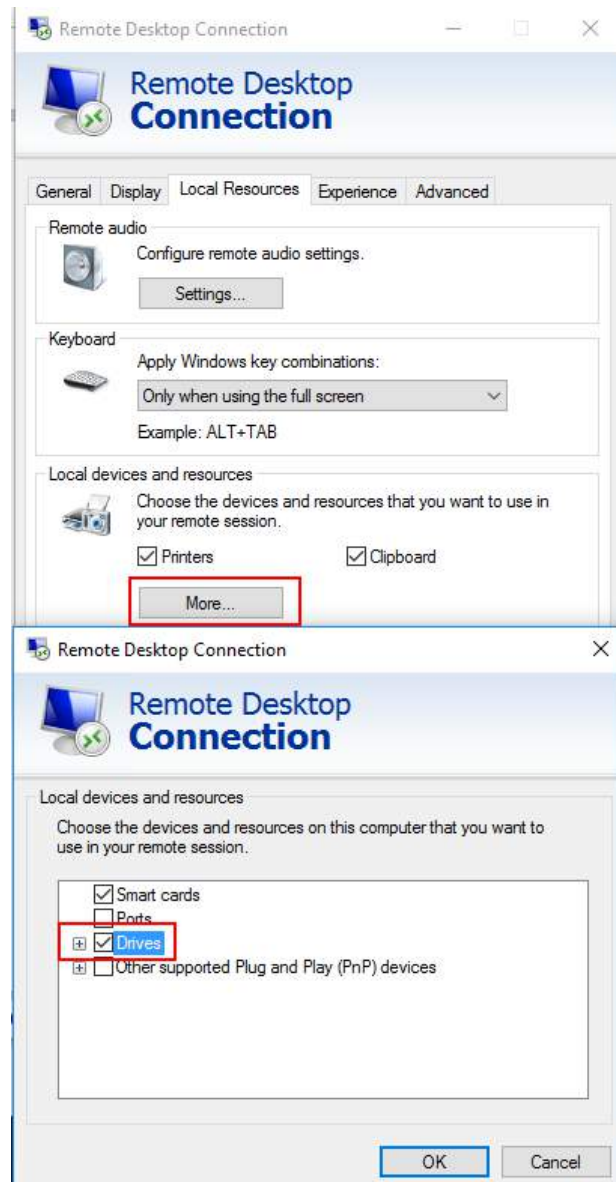 Remote Desktop Connection
Remote Desktop
Connection
General Display Local Resources Experience Advanced
Remote audio
Configure remote audio settings.
Settings...
Keyboard
Apply Windows key combinations:
Only when using the full screen
Example: ALT+TAB
Local devices and resources
Choose the devices and resources that you want to use in
your remote session.
Printers Clipboard
More...
Remote Desktop Connection
Remote Desktop
Connection
Local devices and resources
Choose the devices and resources on this computer that you want to
use in your remote session.
Smart cards
Ports
Drives
Other supported Plug and Play (PnP) devices
OK Cancel